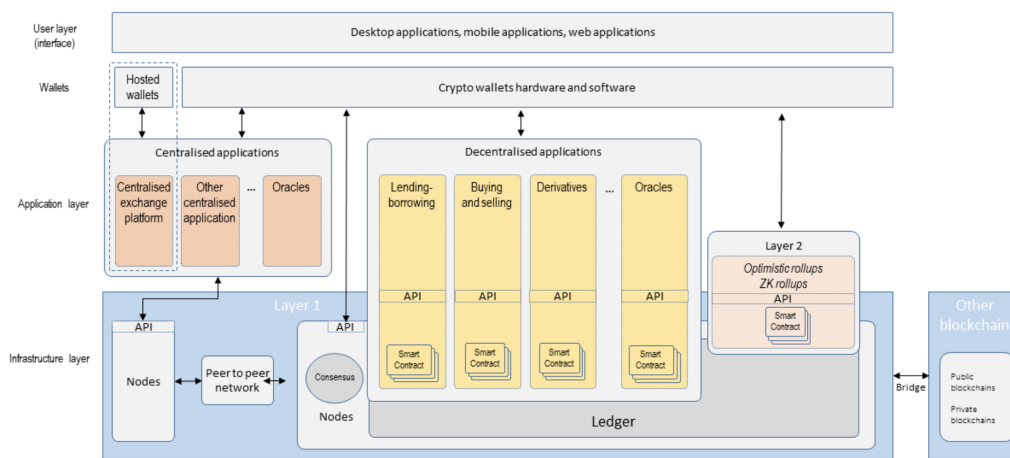 User layer
(interface)
Desktop applications, mobile applications, web applications
Wallets
Hosted
wallets
Crypto wallets hardware and software
Application layer
Centralised applications
Centralised
exchange
platform
Other
centralised
application
...
Oracles
Decentralised applications
Lending-
borrowing
Buying
and selling
Derivatives
...
Oracles
API
API
API
API
Smart
Contract
Smart
Contract
Smart
Contract
Smart
Contract
Layer 2
Optimistic rollups
ZK rollups
API
Smart
Contract
Infrastructure layer
Layer 1
API
Nodes
Peer to peer
network
API
Consensus
Nodes
Ledger
Bridge
Other
blockchain
Public
blockchains
Private
blockchains